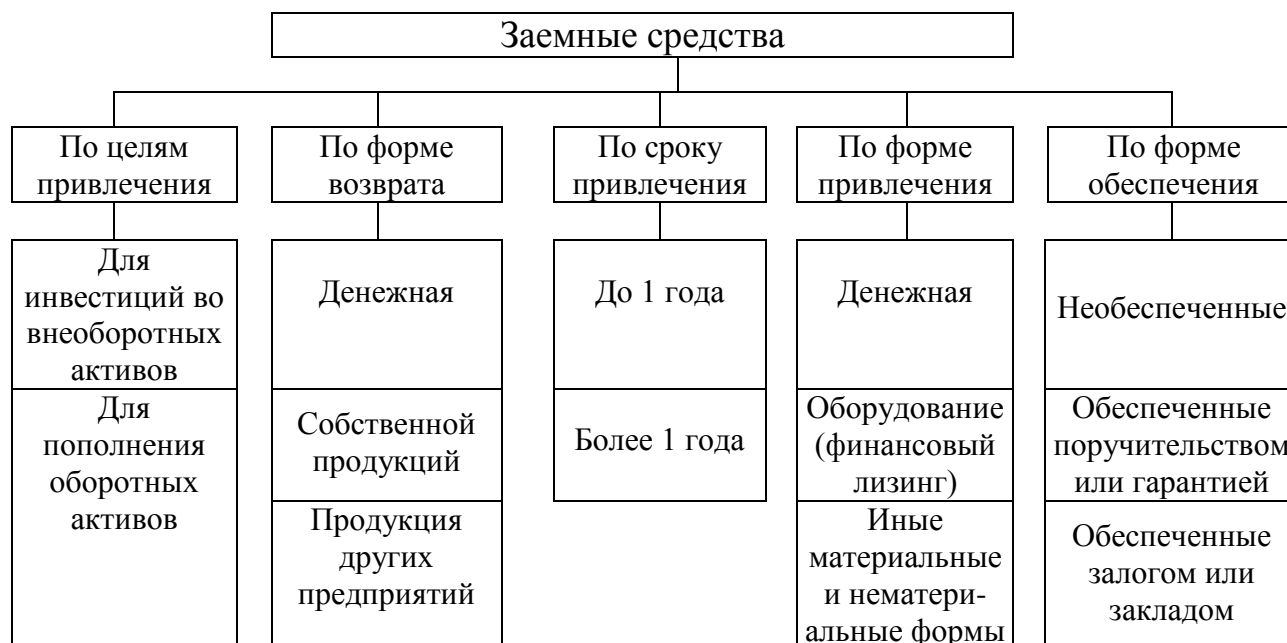 Заемные средства
По целям
привлечения
По форме
возврата
По сроку
привлечения
По форме
привлечения
По форме
обеспечения
Для
инвестиций во
внеоборотных
активов
Для
пополнения
оборотных
активов
Денежная
Собственной
продукций
Продукция
других
предприятий
До 1 года
Более 1 года
Денежная
Оборудование
(финансовый
лизинг)
Иные
материальные
и нематери-
альные формы
Необеспеченные
Обеспеченные
поручительством
или гарантией
Обеспеченные
залогом или
закладом